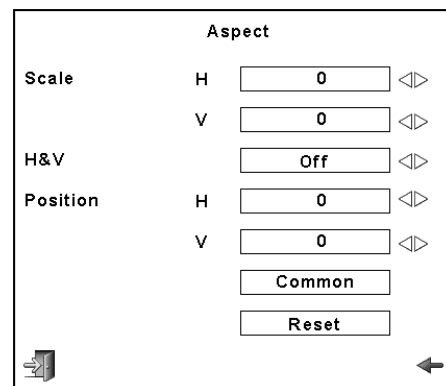 Aspect
Scale H 0
V 0
H&V Off
Position H 0
V 0
Common
Reset